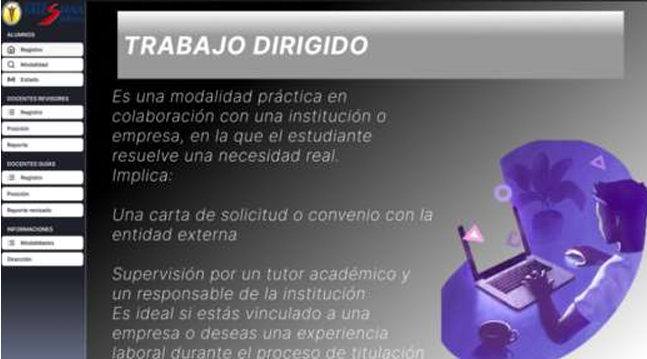 ALUMNOS
Registro
Modalidad
Estado
DOCENTES REVISORES
Registro
Posición
Reporte
DOCENTES GUÍAS
Registro
Posición
Reporte revisado
INFORMACIONES
Modalidades
Dirección
TRABAJO DIRIGIDO
Es una modalidad práctica en
colaboración con una institución o
empresa, en la que el estudiante
resuelve una necesidad real.
Implica:
Una carta de solicitud o convenio con la
entidad externa
Supervisión por un tutor académico y
un responsable de la institución
Es ideal si estás vinculado a una
empresa o deseas una experiencia
laboral durante el proceso de titulación